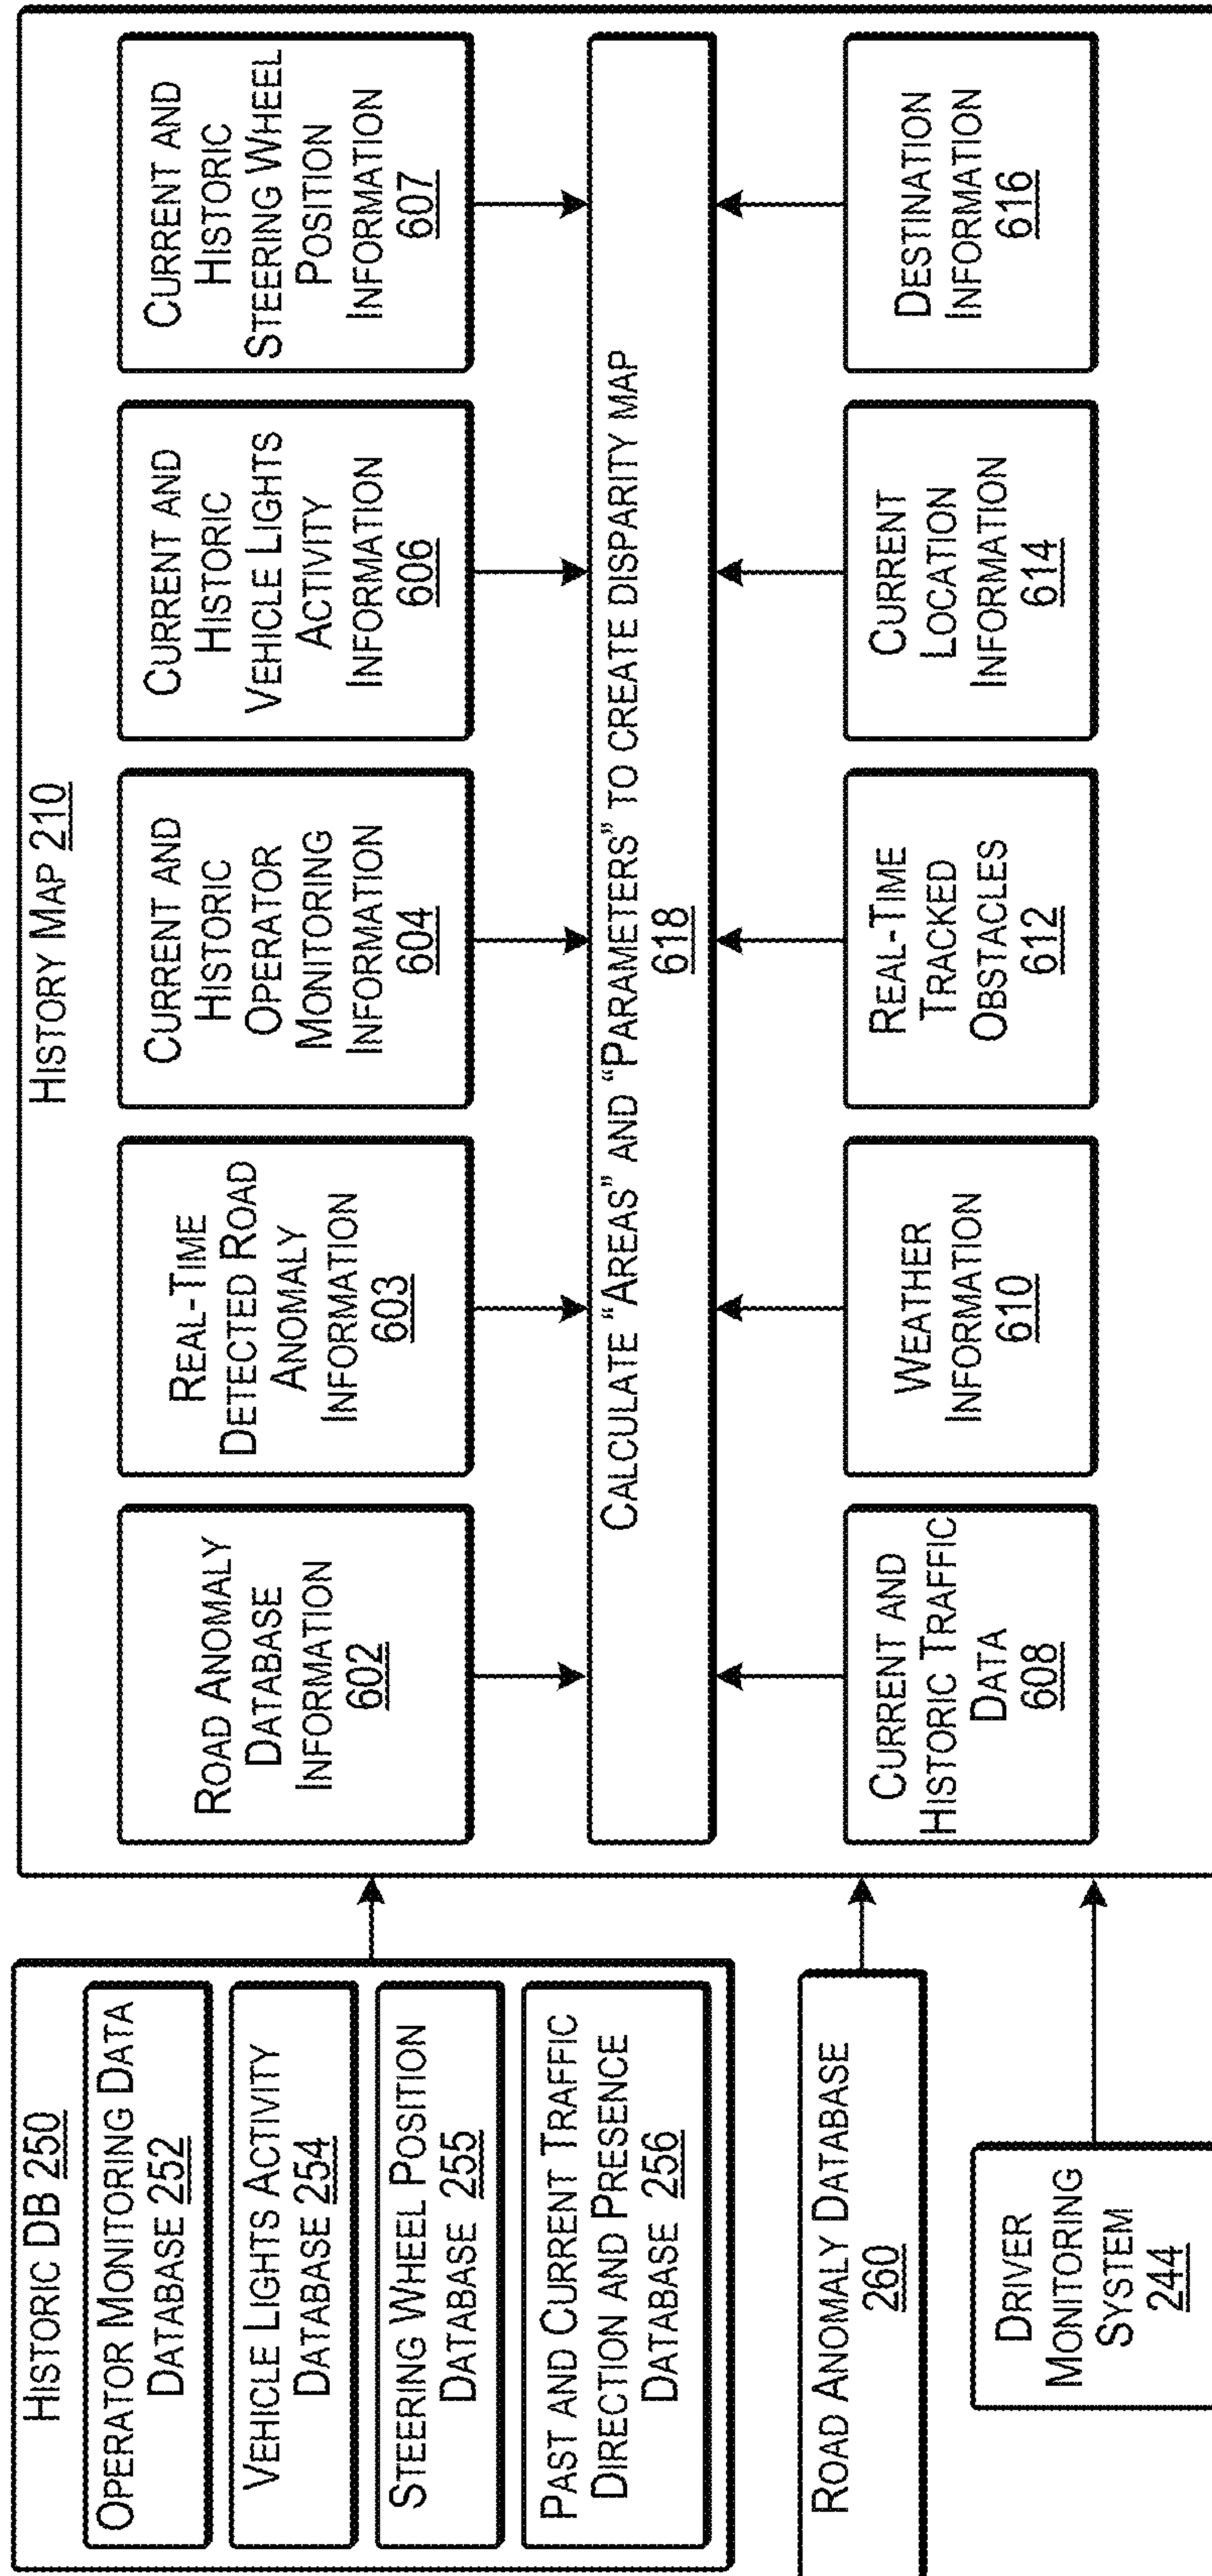 HISTORIC DB 250
OPERATOR MONITORING DATA
DATABASE 252
VEHICLE LIGHTS ACTIVITY
DATABASE 254
STEERING WHEEL POSITION
DATABASE 255
PAST AND CURRENT TRAFFIC
DIRECTION AND PRESENCE
DATABASE 256
ROAD ANOMALY DATABASE
260
DRIVER
MONITORING
SYSTEM
244
HISTORY MAP 210
ROAD ANOMALY
DATABASE
INFORMATION
602
REAL-TIME
DETECTED ROAD
ANOMALY
INFORMATION
603
CURRENT AND
HISTORIC
OPERATOR
MONITORING
INFORMATION
604
CURRENT AND
HISTORIC
VEHICLE LIGHTS
ACTIVITY
INFORMATION
606
CURRENT AND
HISTORIC
STEERING WHEEL
POSITION
INFORMATION
607
CALCULATE “AREAS” AND “PARAMETERS” TO CREATE DISPARITY MAP
618
CURRENT AND
HISTORIC TRAFFIC
DATA
608
WEATHER
INFORMATION
610
REAL-TIME
TRACKED
OBSTACLES
612
CURRENT
LOCATION
INFORMATION
614
DESTINATION
INFORMATION
616